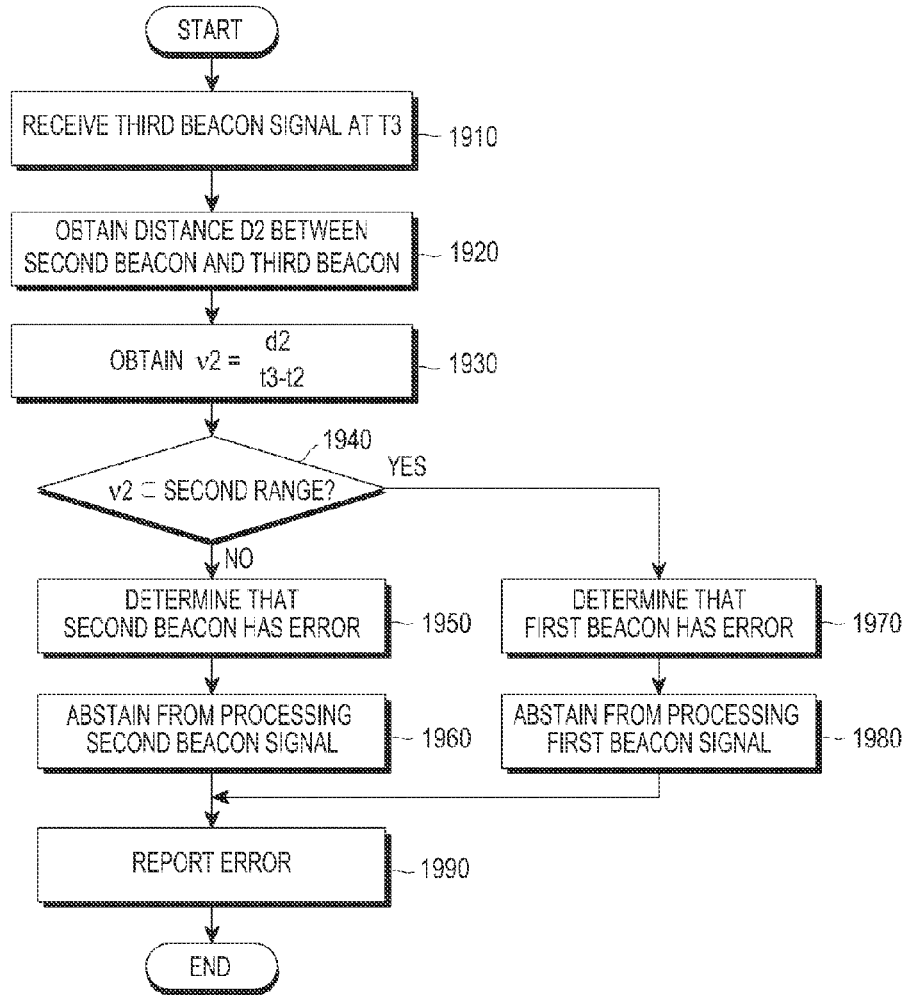 START
RECEIVE THIRD BEACON SIGNAL AT T3
1910
OBTAIN DISTANCE D2 BETWEEN
SECOND BEACON AND THIRD BEACON
1920
OBTAIN v2 =
d2
t3-t2
1930
1940
v2 ⊂ SECOND RANGE?
YES
NO
DETERMINE THAT
SECOND BEACON HAS ERROR
1950
DETERMINE THAT
FIRST BEACON HAS ERROR
1970
ABSTAIN FROM PROCESSING
SECOND BEACON SIGNAL
1960
ABSTAIN FROM PROCESSING
FIRST BEACON SIGNAL
1980
REPORT ERROR
1990
END